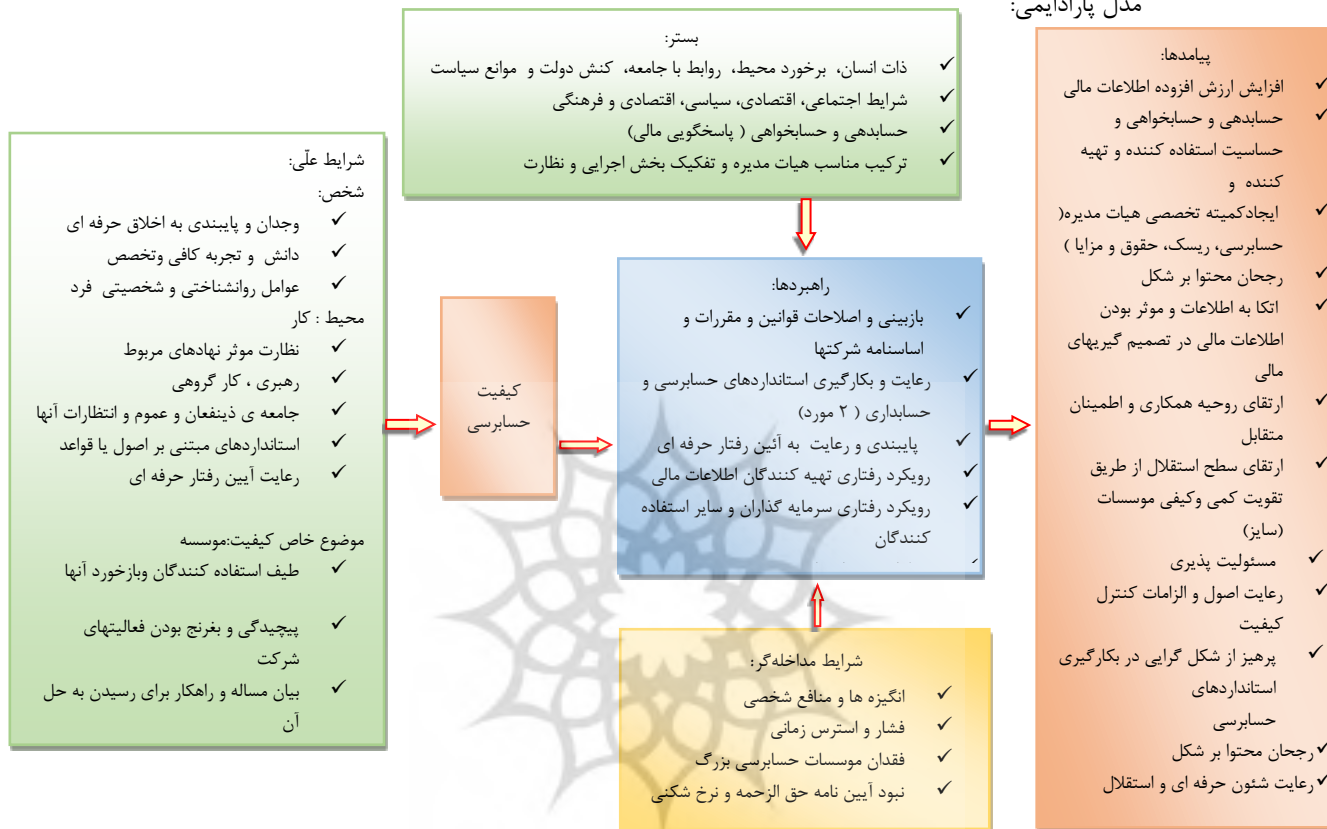 مدل پارادایمی:
بستر:
✓ ذات انسان، برخورد محیط، روابط با جامعه، کنش دولت و موانع سیاست
✓ شرایط اجتماعی، اقتصادی، سیاسی، اقتصادی و فرهنگی
✓ حسابدهی و حسابخواهی ( پاسخگویی مالی)
✓ ترکیب مناسب هیات مدیره و تفکیک بخش اجرایی و نظارت
شرایط علّی:
شخص:
✓ وجدان و پایبندی به اخلاق حرفه ای
✓ دانش و تجربه کافی وتخصص
✓ عوامل روانشناختی و شخصیتی فرد
محیط : کار
✓ نظارت موثر نهادهای مربوط
✓ رهبری ، کار گروهی
✓ جامعه ی ذینفعان و عموم و انتظارات آنها
✓ استانداردهای مبتنی بر اصول یا قواعد
✓ رعایت آیین رفتار حرفه ای
موضوع خاص کیفیت:موسسه
✓ طیف استفاده کنندگان وبازخورد آنها
✓ پیچیدگی و بغرنج بودن فعالیتهای
شرکت
✓ بیان مساله و راهکار برای رسیدن به حل
آن
کیفیت
حسابرسی
راهبردها:
✓ بازبینی و اصلاحات قوانین و مقررات و
اساسنامه شرکتها
✓ رعایت و بکارگیری استانداردهای حسابرسی و
حسابداری ( ۲ مورد)
✓ پایبندی و رعایت به آئین رفتار حرفه ای
✓ رویکرد رفتاری تهیه کنندگان اطلاعات مالی
✓ رویکرد رفتاری سرمایه گذاران و سایر استفاده
کنندگان
شرایط مداخله‌گر:
✓ انگیزه ها و منافع شخصی
✓ فشار و استرس زمانی
✓ فقدان موسسات حسابرسی بزرگ
✓ نبود آیین نامه حق الزحمه و نرخ شکنی
پیامدها:
✓ افزایش ارزش افزوده اطلاعات مالی
✓ حسابدهی و حسابخواهی و
حساسیت استفاده کننده و تهیه
کننده و
✓ ایجادکمیته تخصصی هیات مدیره(
حسابرسی، ریسک، حقوق و مزایا )
✓ رجحان محتوا بر شکل
✓ اتکا به اطلاعات و موثر بودن
اطلاعات مالی در تصمیم گیریهای
مالی
✓ ارتقای روحیه همکاری و اطمینان
متقابل
✓ ارتقای سطح استقلال از طریق
تقویت کمی وکیفی موسسات
(سایز)
✓ مسئولیت پذیری
✓ رعایت اصول و الزامات کنترل
کیفیت
✓ پرهیز از شکل گرایی در بکارگیری
استانداردهای
حسابرسی
✓رجحان محتوا بر شکل
✓رعایت شئون حرفه ای و استقلال